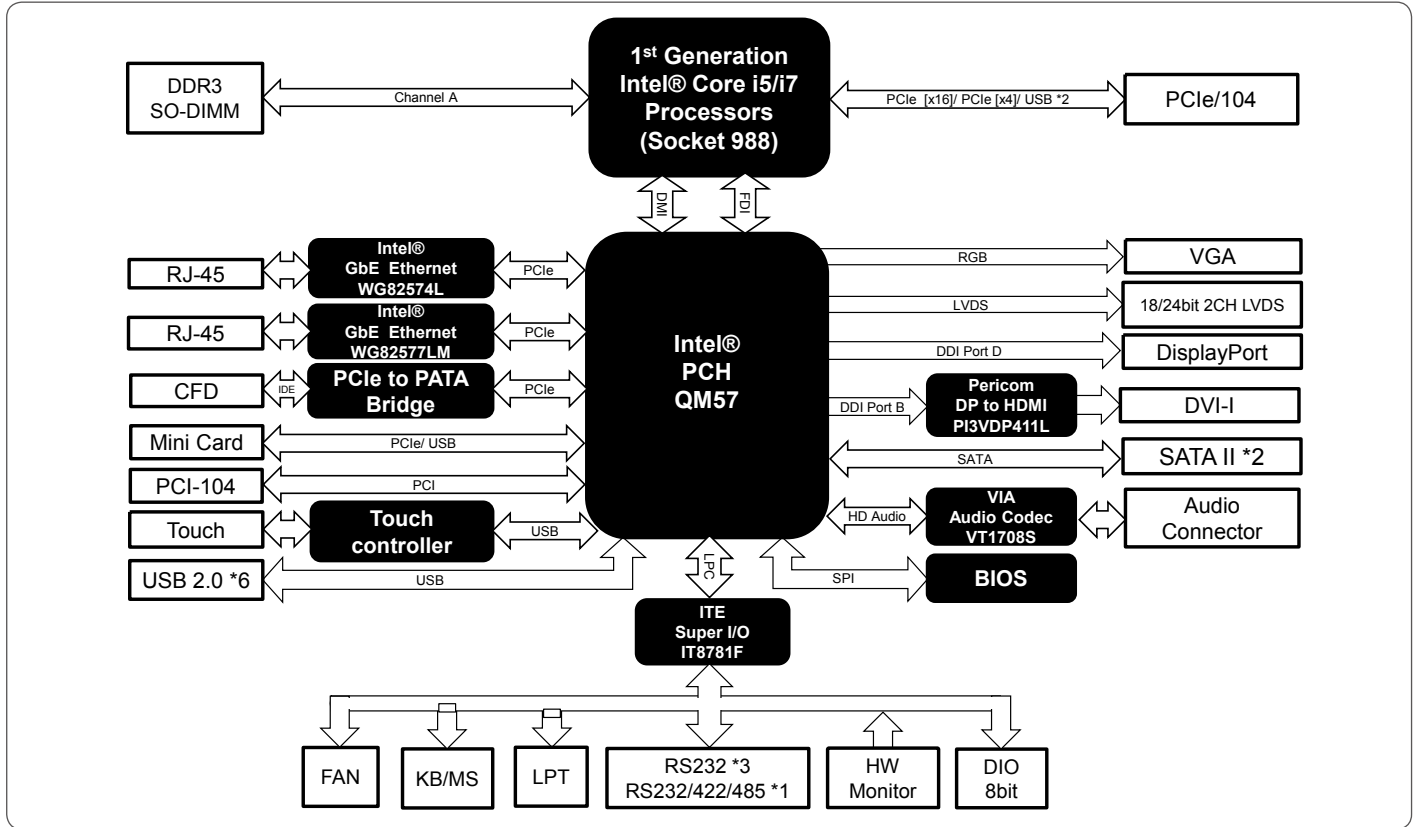 1st Generation
Intel® Core i5/i7
Processors
(Socket 988)
DDR3
SO-DIMM
Channel A
PCIe [x16]/ PCIe [x4]/ USB *2
PCIe/104
DMI
FDI
Intel®
PCH
QM57
RJ-45
Intel®
GbE Ethernet
WG82574L
PCIe
RJ-45
Intel®
GbE Ethernet
WG82577LM
PCIe
CFD
IDE
PCIe to PATA
Bridge
PCIe
Mini Card
PCIe/ USB
PCI-104
PCI
Touch
Touch
controller
USB
USB 2.0 *6
USB
RGB
VGA
LVDS
18/24bit 2CH LVDS
DDI Port D
DisplayPort
DDI Port B
Pericom
DP to HDMI
PI3VDP411L
DVI-I
SATA
SATA II *2
HD Audio
VIA
Audio Codec
VT1708S
Audio
Connector
SPI
BIOS
LPC
ITE
Super I/O
IT8781F
FAN
KB/MS
LPT
RS232 *3
RS232/422/485 *1
HW
Monitor
DIO
8bit